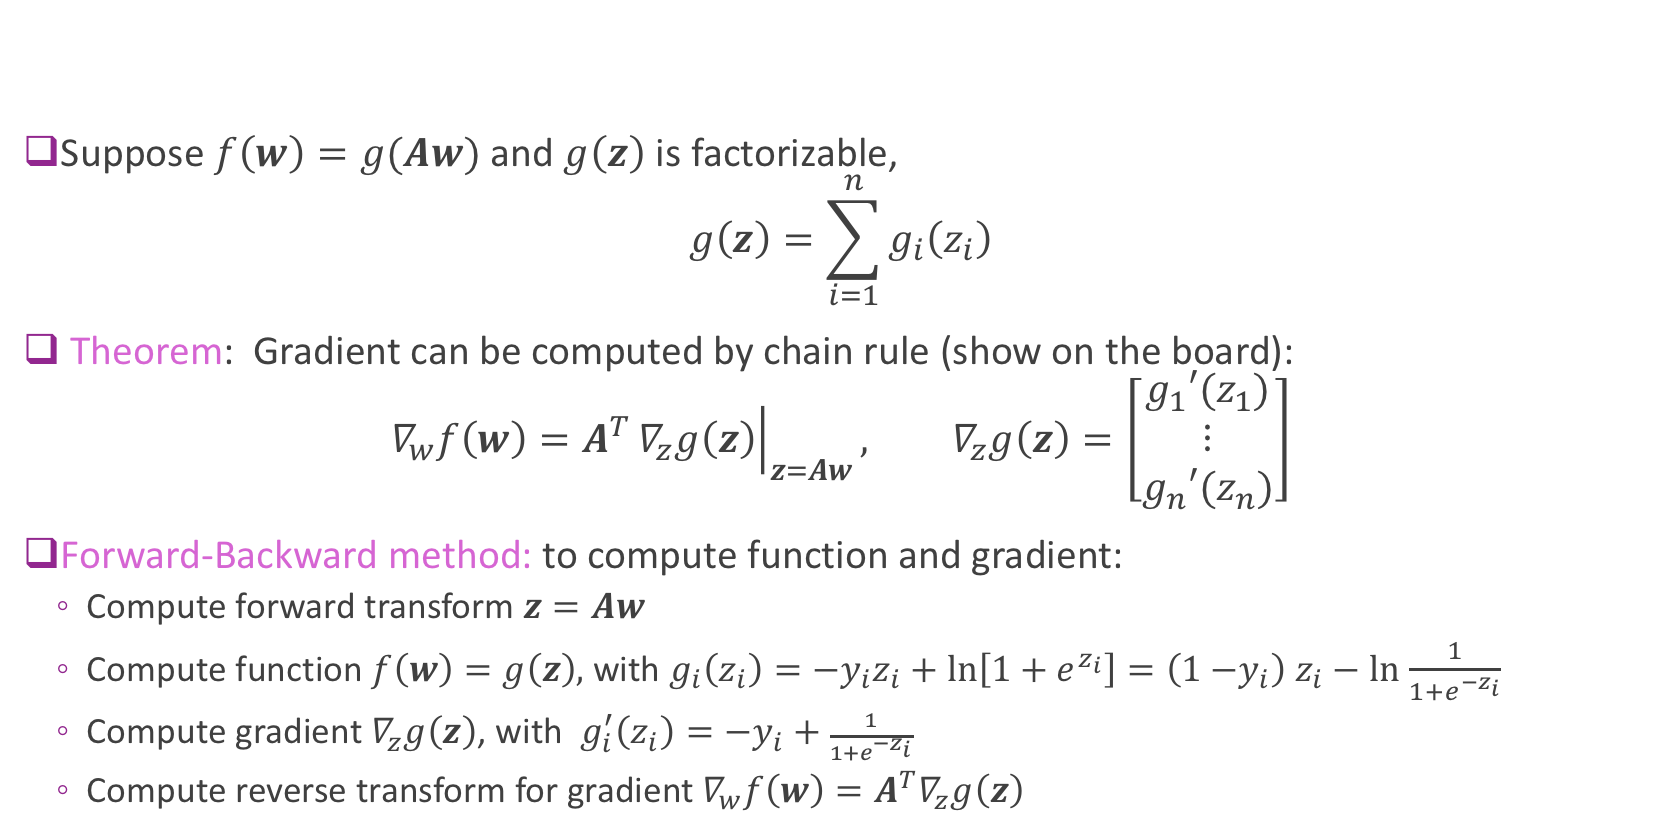 ❑Suppose f(w) = g(Aw) and g(z) is factorizable,
g(z) = ∑_{i=1}^{n} g_i(z_i)
❑ Theorem: Gradient can be computed by chain rule (show on the board):
∇_w f(w) = A^T ∇_z g(z)|_{z=Aw} , ∇_z g(z) = [g_1′(z_1) ⋮ g_n′(z_n)]
❑Forward-Backward method: to compute function and gradient:
◦ Compute forward transform z = Aw
◦ Compute function f(w) = g(z), with g_i(z_i) = −y_i z_i + ln[1 + e^{z_i}] = (1 − y_i) z_i − ln \frac{1}{1+e^{−z_i}}
◦ Compute gradient ∇_z g(z), with g_i′(z_i) = −y_i + \frac{1}{1+e^{−z_i}}
◦ Compute reverse transform for gradient ∇_w f(w) = A^T ∇_z g(z)